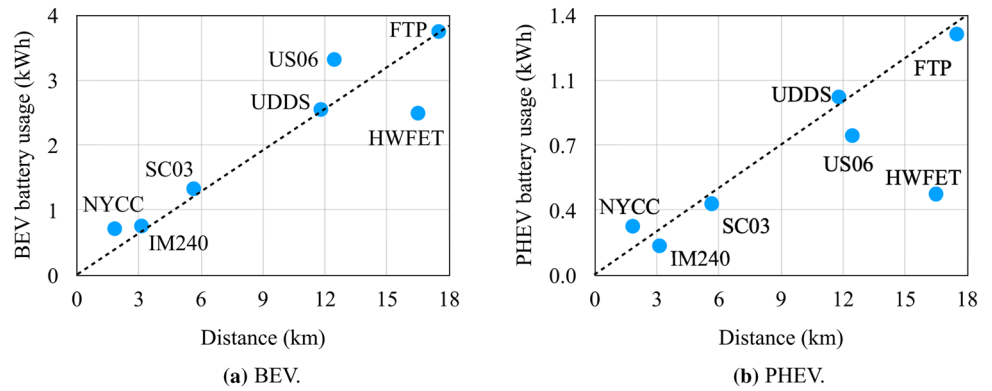 4
3
2
1
0
BEV battery usage (kWh)
FTP
US06
UDDS
HWFET
SC03
NYCC
IM240
0 3 6 9 12 15 18
Distance (km)
(a) BEV.
1.4
1.1
0.7
0.4
0.0
PHEV battery usage (kWh)
FTP
UDDS
US06
HWFET
NYCC
SC03
IM240
0 3 6 9 12 15 18
Distance (km)
(b) PHEV.